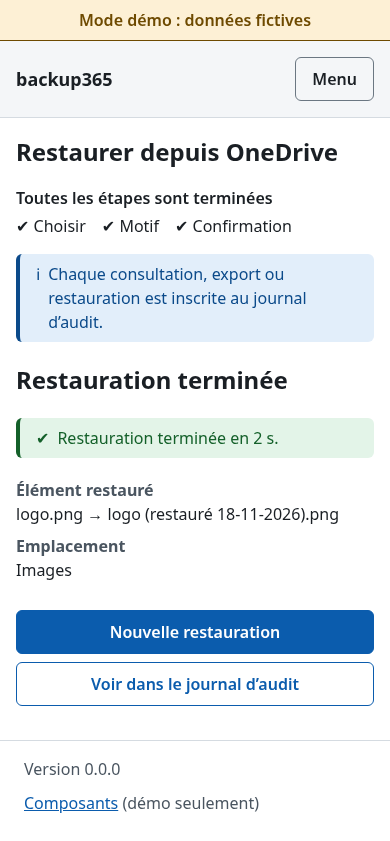 Mode démo : données fictives
backup365
Menu
Restaurer depuis OneDrive
Toutes les étapes sont terminées
✔ Choisir ✔ Motif ✔ Confirmation
i Chaque consultation, export ou
restauration est inscrite au journal
d’audit.
Restauration terminée
✔ Restauration terminée en 2 s.
Élément restauré
logo.png → logo (restauré 18-11-2026).png
Emplacement
Images
Nouvelle restauration
Voir dans le journal d’audit
Version 0.0.0
Composants (démo seulement)